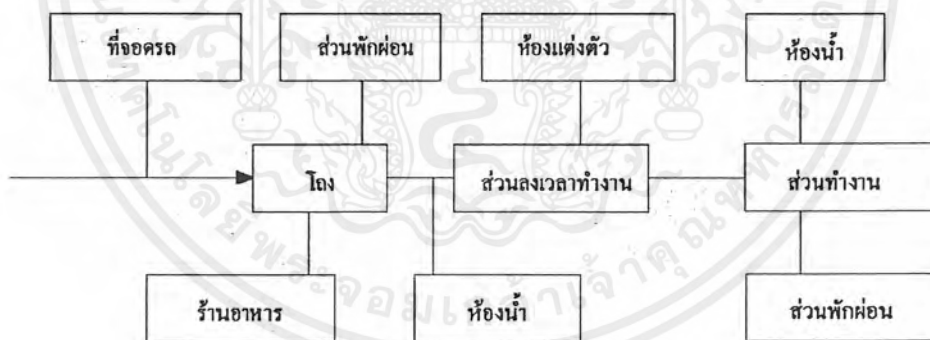 ที่จอดรถ
ส่วนพักผ่อน
ห้องแต่งตัว
ห้องน้ำ
โถง
ส่วนลงเวลาทำงาน
ส่วนทำงาน
ร้านอาหาร
ห้องน้ำ
ส่วนพักผ่อน